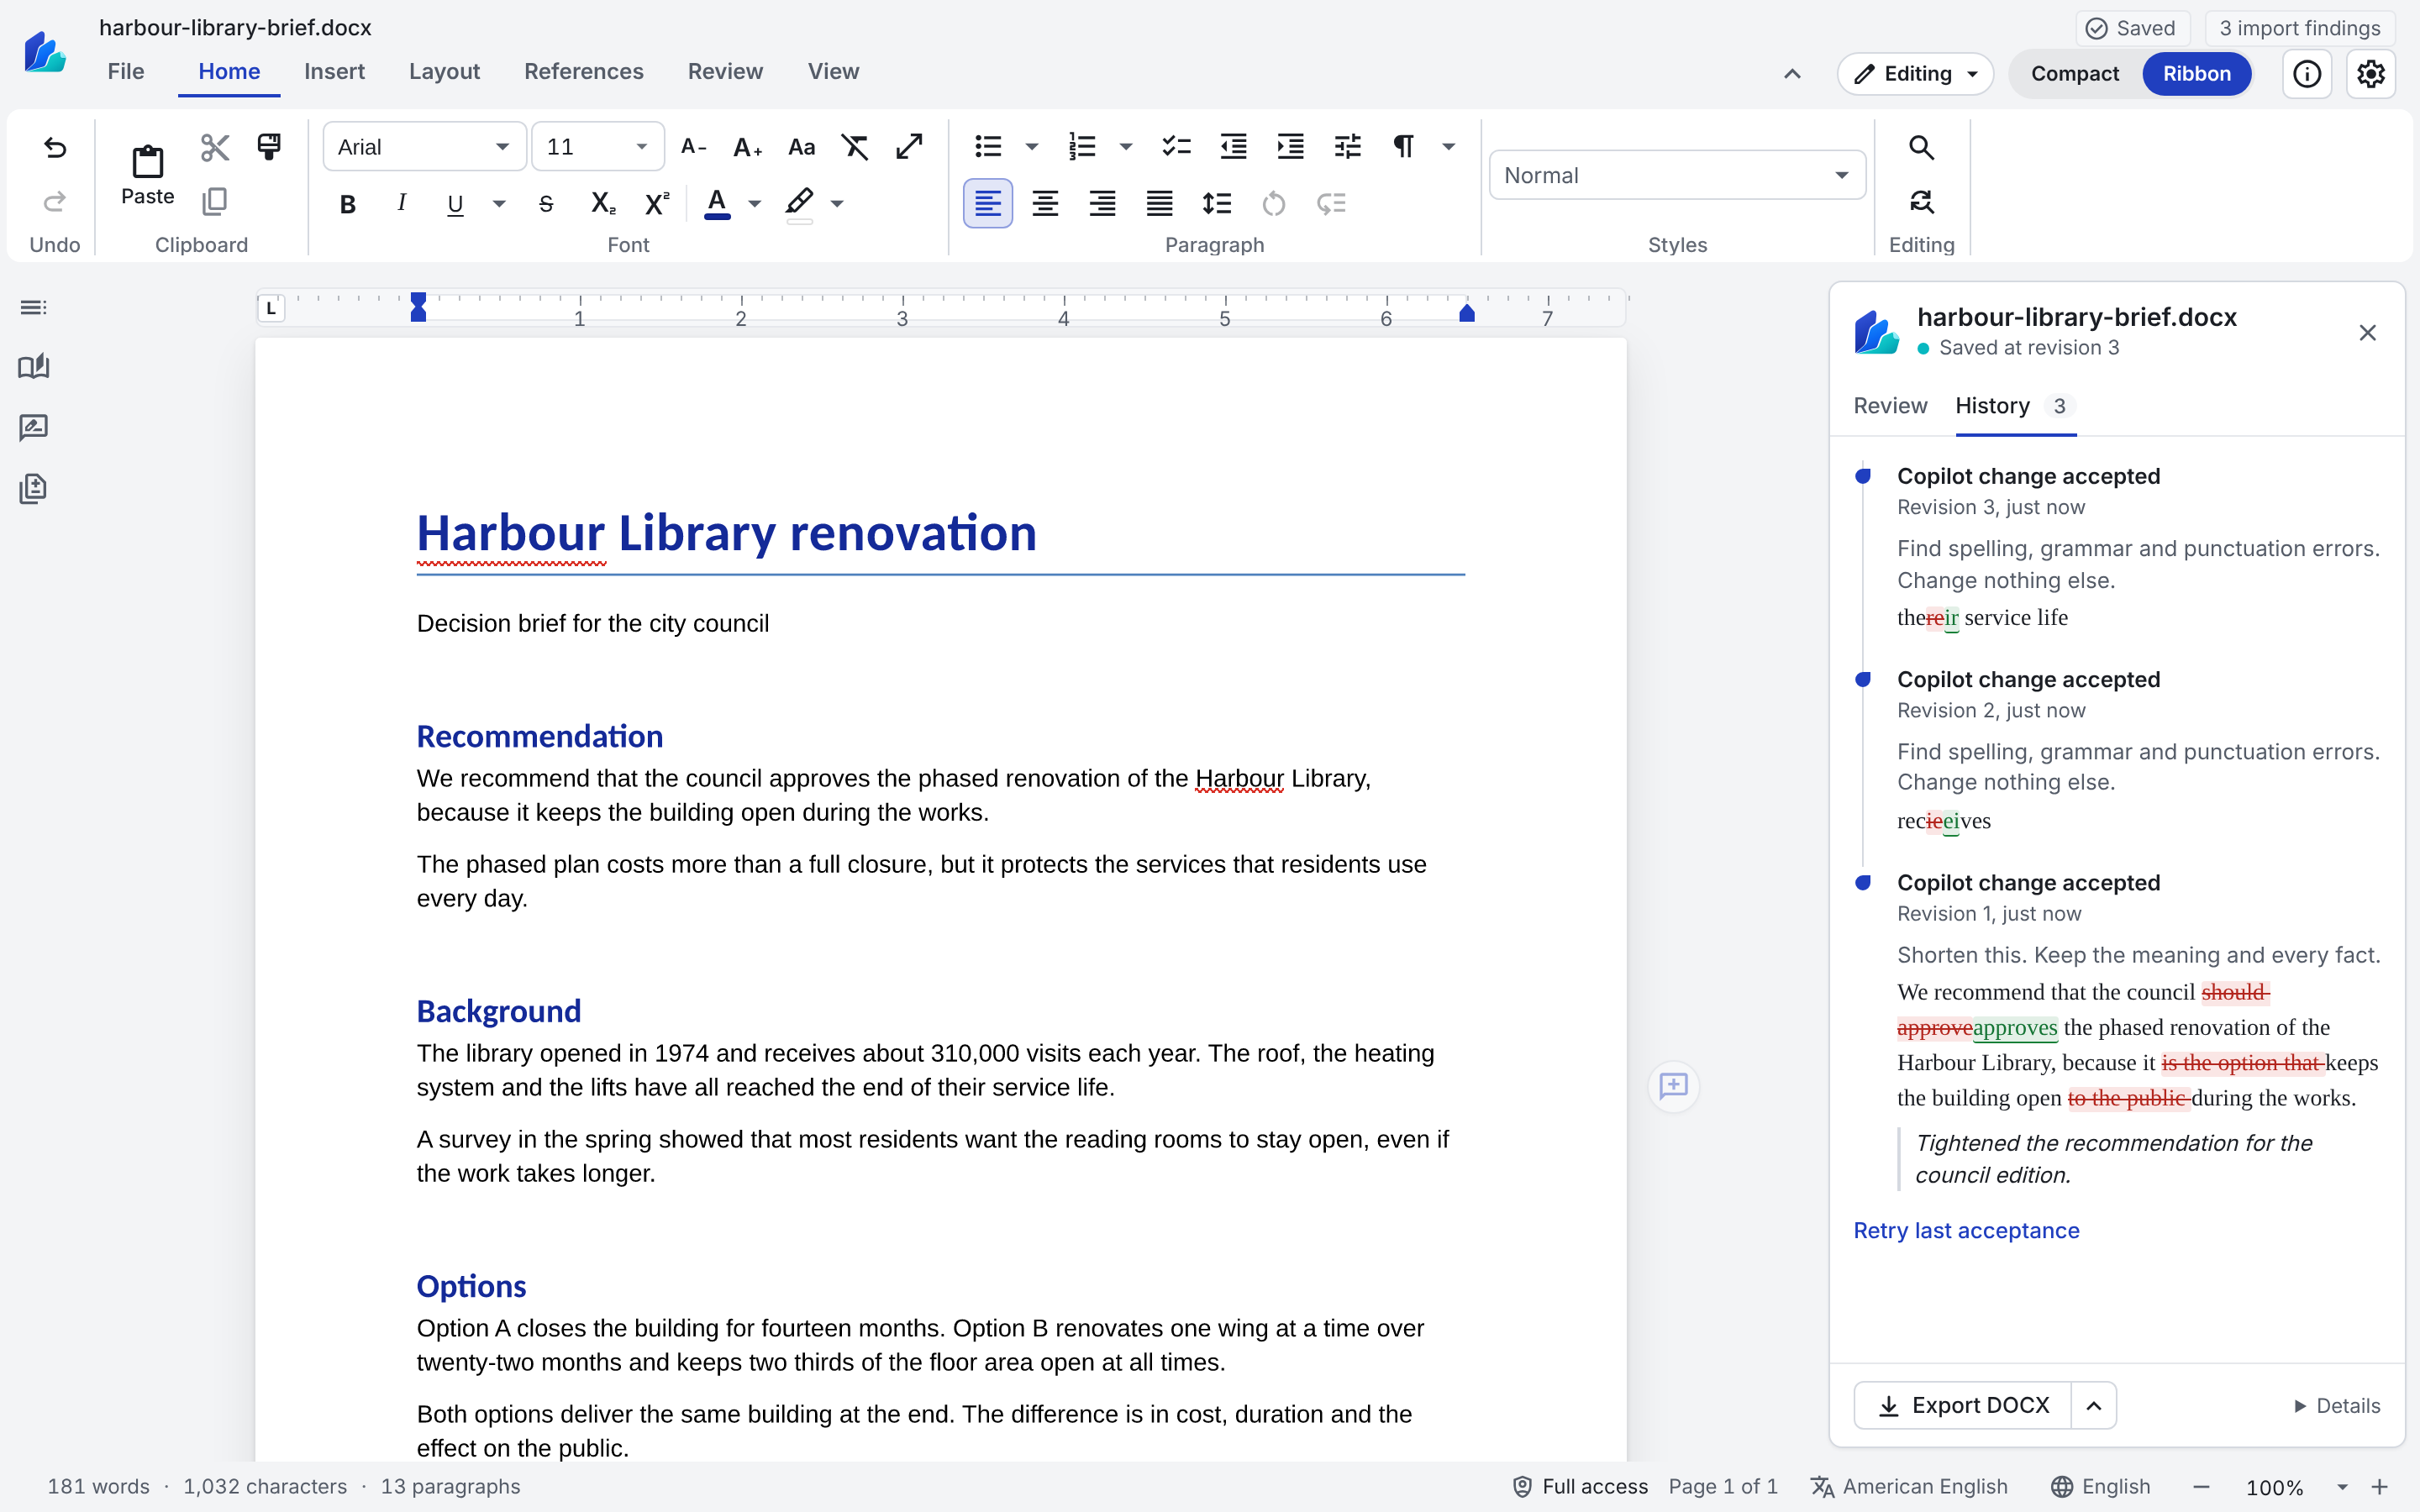 harbour-library-brief.docx
Saved
3 import findings
File
Home
Insert
Layout
References
Review
View
Editing
Compact
Ribbon
Paste
Arial
11
Normal
Undo
Clipboard
Font
Paragraph
Styles
Editing
L
1 2 3 4 5 6 7
Harbour Library renovation
Decision brief for the city council
Recommendation
We recommend that the council approves the phased renovation of the Harbour Library,
because it keeps the building open during the works.
The phased plan costs more than a full closure, but it protects the services that residents use
every day.
Background
The library opened in 1974 and receives about 310,000 visits each year. The roof, the heating
system and the lifts have all reached the end of their service life.
A survey in the spring showed that most residents want the reading rooms to stay open, even if
the work takes longer.
Options
Option A closes the building for fourteen months. Option B renovates one wing at a time over
twenty-two months and keeps two thirds of the floor area open at all times.
Both options deliver the same building at the end. The difference is in cost, duration and the
effect on the public.
harbour-library-brief.docx
Saved at revision 3
Review
History 3
Copilot change accepted
Revision 3, just now
Find spelling, grammar and punctuation errors.
Change nothing else.
thereir service life
Copilot change accepted
Revision 2, just now
Find spelling, grammar and punctuation errors.
Change nothing else.
recieeives
Copilot change accepted
Revision 1, just now
Shorten this. Keep the meaning and every fact.
We recommend that the council should
approveapproves the phased renovation of the
Harbour Library, because it is the option that keeps
the building open to the public during the works.
Tightened the recommendation for the
council edition.
Retry last acceptance
Export DOCX
Details
181 words · 1,032 characters · 13 paragraphs
Full access
Page 1 of 1
American English
English
100%